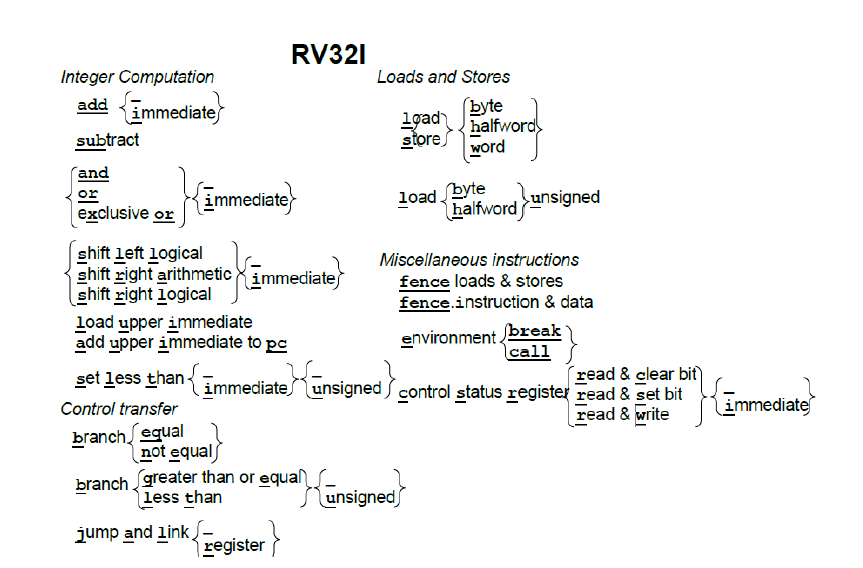 RV32I
Integer Computation
add { _ immediate }
subtract
{ and or exclusive or } { _ immediate }
{ shift left logical shift right arithmetic shift right logical } { _ immediate }
load upper immediate
add upper immediate to pc
set less than { _ immediate } { _ unsigned }
Control transfer
branch { equal not equal }
branch { greater than or equal less than } { _ unsigned }
jump and link { _ register }
Loads and Stores
{ load store } { byte halfword word }
load { byte halfword } unsigned
Miscellaneous instructions
fence loads & stores
fence.instruction & data
environment { break call }
control status register { read & clear bit read & set bit read & write } { _ immediate }